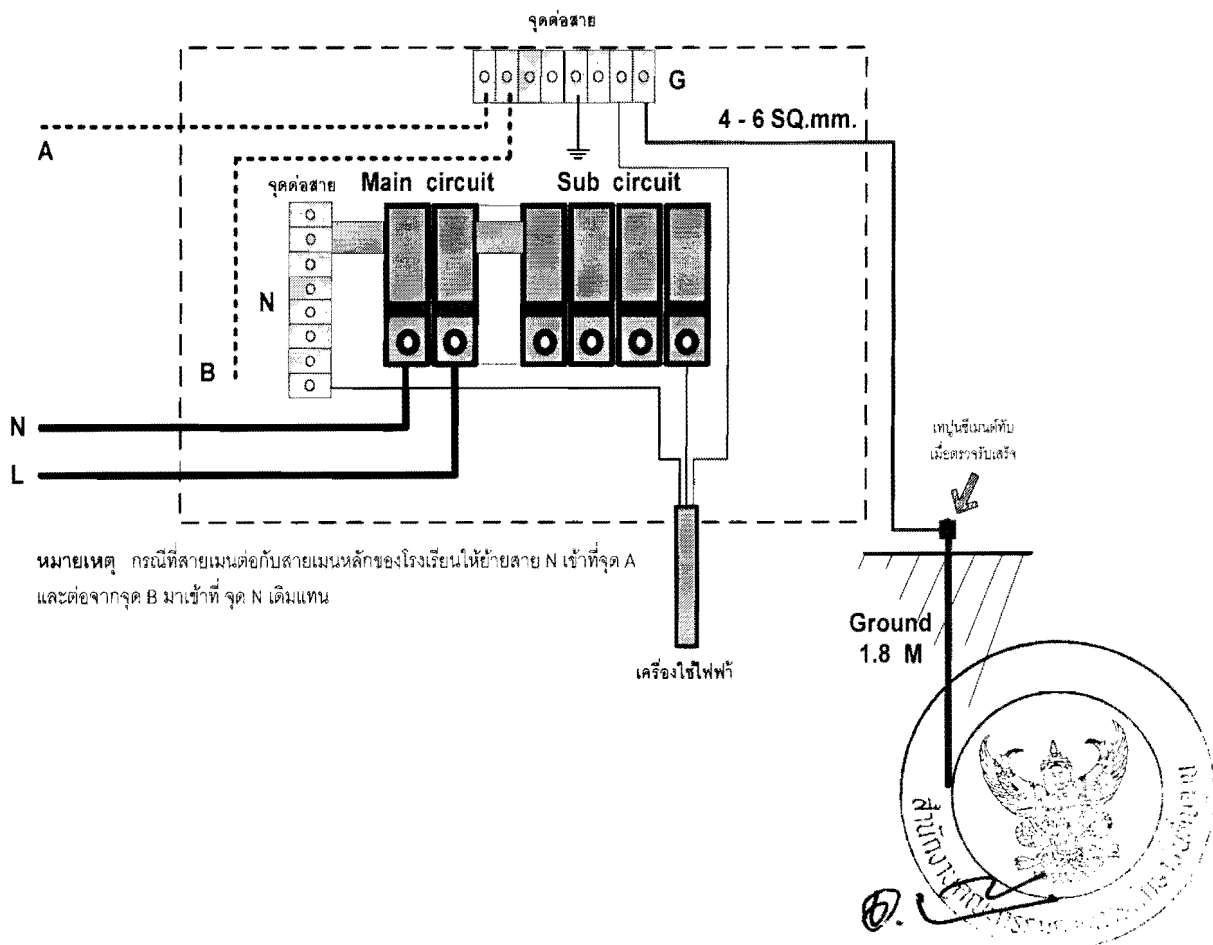 จุดต่อสาย
G
4 - 6 SQ.mm.
A
จุดต่อสาย
Main circuit
Sub circuit
N
B
N
L
เทปูนซีเมนต์ทับ
เมื่อตรวจรับเสร็จ
หมายเหตุ กรณีที่สายเมนต่อกับสายเมนหลักของโรงเรียนให้ย้ายสาย N เข้าที่จุด A
และต่อจากจุด B มาเข้าที่ จุด N เดิมแทน
Ground
1.8 M
เครื่องใช้ไฟฟ้า